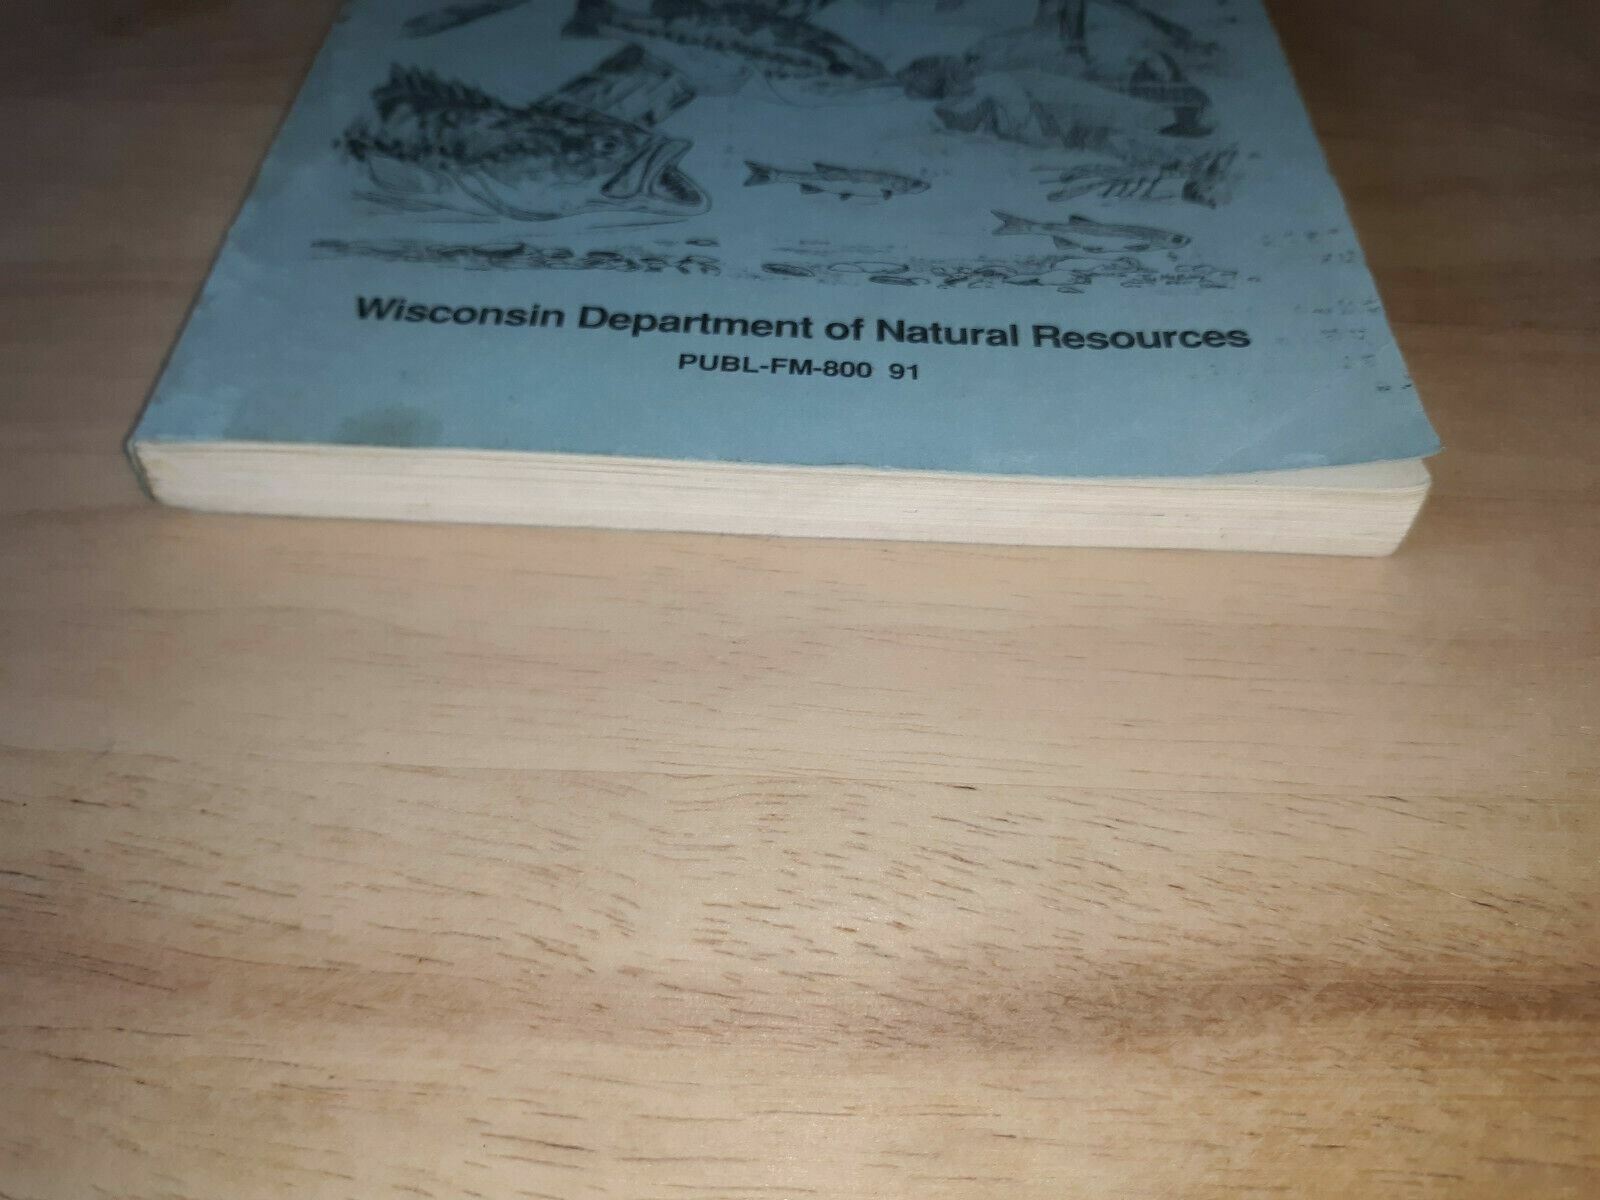 Wisconsin Department of Natural Resources
PUBL-FM-800 91